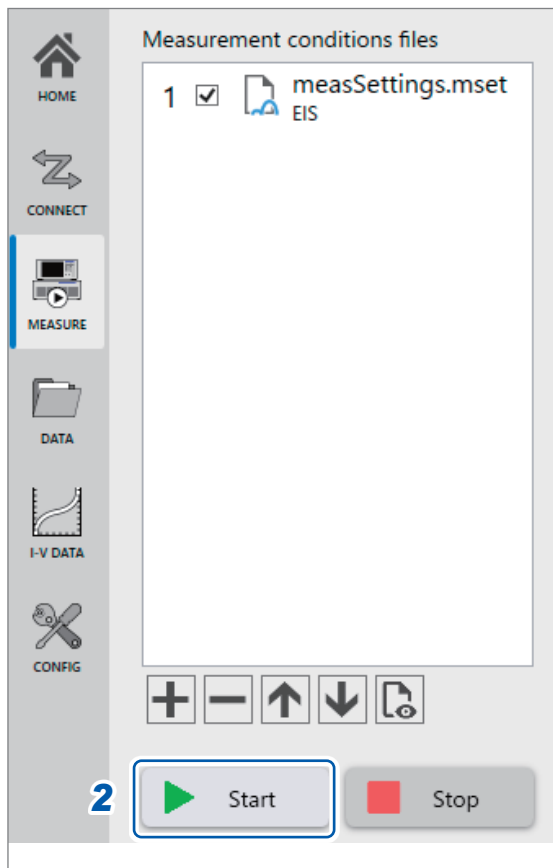 HOME
CONNECT
MEASURE
DATA
I-V DATA
CONFIG
Measurement conditions files
1 measSettings.mset
EIS
2 Start Stop